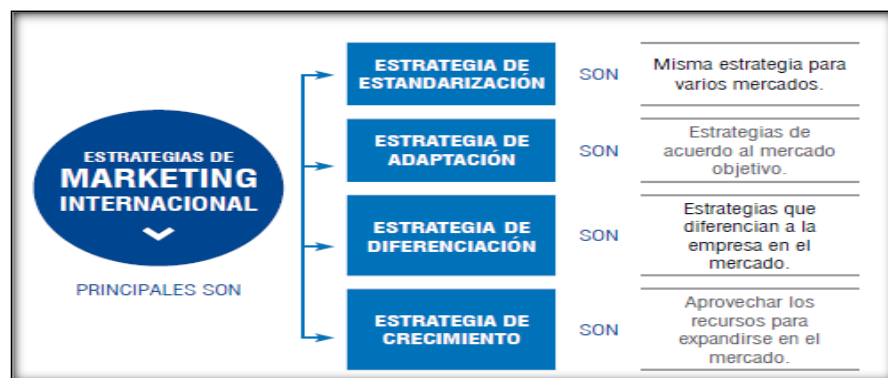 ESTRATEGIAS DE
MARKETING
INTERNACIONAL
PRINCIPALES SON
ESTRATEGIA DE
ESTANDARIZACIÓN
SON
Misma estrategia para
varios mercados.
ESTRATEGIA DE
ADAPTACIÓN
SON
Estrategias de
acuerdo al mercado
objetivo.
ESTRATEGIA DE
DIFERENCIACIÓN
SON
Estrategias que
diferencian a la
empresa en el
mercado.
ESTRATEGIA DE
CRECIMIENTO
SON
Aprovechar los
recursos para
expandirse en el
mercado.